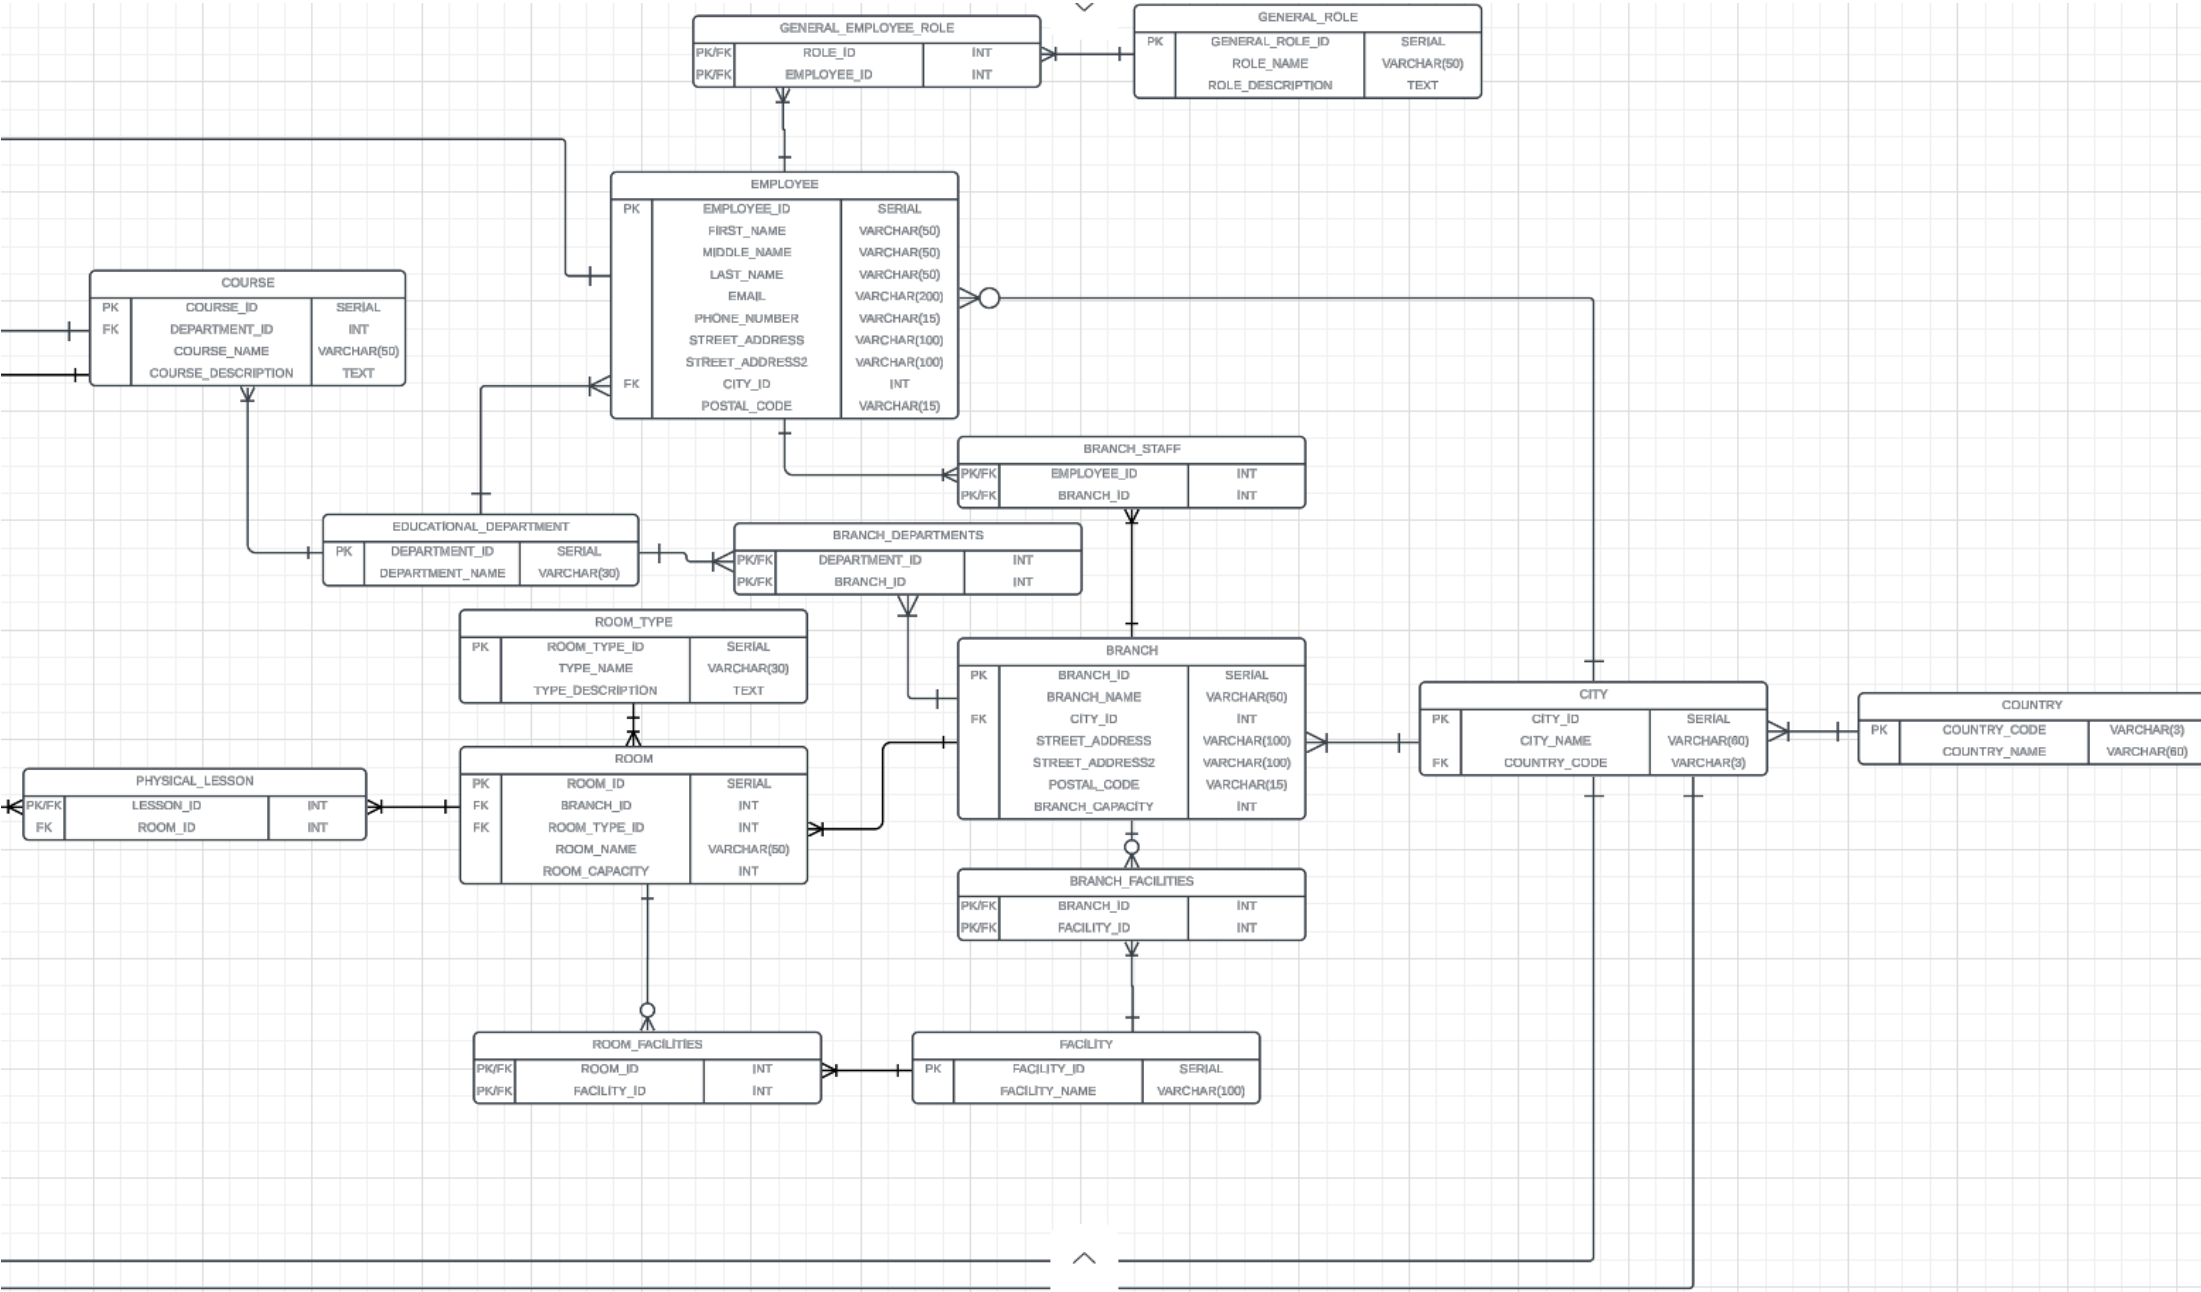 GENERAL_EMPLOYEE_ROLE
PK/FK ROLE_ID INT
PK/FK EMPLOYEE_ID INT
GENERAL_ROLE
PK GENERAL_ROLE_ID SERIAL
ROLE_NAME VARCHAR(50)
ROLE_DESCRIPTION TEXT
EMPLOYEE
PK EMPLOYEE_ID SERIAL
FIRST_NAME VARCHAR(50)
MIDDLE_NAME VARCHAR(50)
LAST_NAME VARCHAR(50)
EMAIL VARCHAR(200)
PHONE_NUMBER VARCHAR(15)
STREET_ADDRESS VARCHAR(100)
STREET_ADDRESS2 VARCHAR(100)
FK CITY_ID INT
POSTAL_CODE VARCHAR(15)
COURSE
PK COURSE_ID SERIAL
FK DEPARTMENT_ID INT
COURSE_NAME VARCHAR(50)
COURSE_DESCRIPTION TEXT
BRANCH_STAFF
PK/FK EMPLOYEE_ID INT
PK/FK BRANCH_ID INT
EDUCATIONAL_DEPARTMENT
PK DEPARTMENT_ID SERIAL
DEPARTMENT_NAME VARCHAR(30)
BRANCH_DEPARTMENTS
PK/FK DEPARTMENT_ID INT
PK/FK BRANCH_ID INT
ROOM_TYPE
PK ROOM_TYPE_ID SERIAL
TYPE_NAME VARCHAR(30)
TYPE_DESCRIPTION TEXT
BRANCH
PK BRANCH_ID SERIAL
BRANCH_NAME VARCHAR(50)
FK CITY_ID INT
STREET_ADDRESS VARCHAR(100)
STREET_ADDRESS2 VARCHAR(100)
POSTAL_CODE VARCHAR(15)
BRANCH_CAPACITY INT
CITY
PK CITY_ID SERIAL
CITY_NAME VARCHAR(60)
FK COUNTRY_CODE VARCHAR(3)
COUNTRY
PK COUNTRY_CODE VARCHAR(3)
COUNTRY_NAME VARCHAR(60)
PHYSICAL_LESSON
PK/FK LESSON_ID INT
FK ROOM_ID INT
ROOM
PK ROOM_ID SERIAL
FK BRANCH_ID INT
FK ROOM_TYPE_ID INT
ROOM_NAME VARCHAR(50)
ROOM_CAPACITY INT
BRANCH_FACILITIES
PK/FK BRANCH_ID INT
PK/FK FACILITY_ID INT
ROOM_FACILITIES
PK/FK ROOM_ID INT
PK/FK FACILITY_ID INT
FACILITY
PK FACILITY_ID SERIAL
FACILITY_NAME VARCHAR(100)